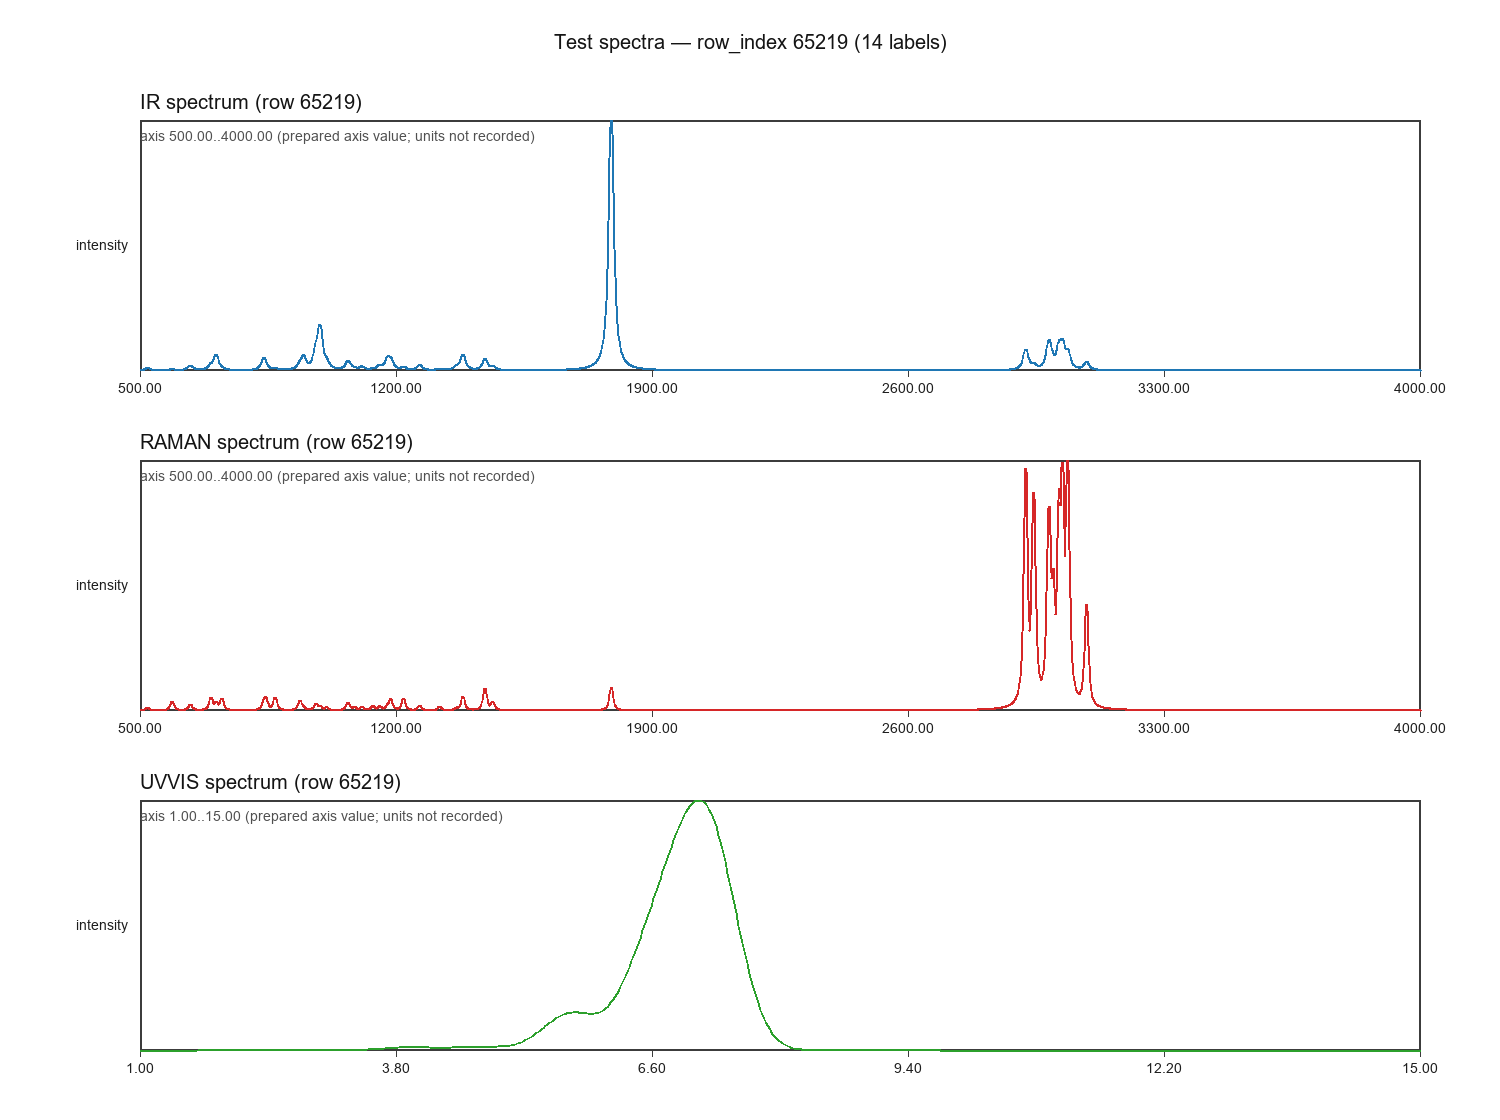 Test spectra — row_index 65219 (14 labels)
IR spectrum (row 65219)
axis 500.00..4000.00 (prepared axis value; units not recorded)
intensity
500.00 1200.00 1900.00 2600.00 3300.00 4000.00
RAMAN spectrum (row 65219)
axis 500.00..4000.00 (prepared axis value; units not recorded)
intensity
500.00 1200.00 1900.00 2600.00 3300.00 4000.00
UVVIS spectrum (row 65219)
axis 1.00..15.00 (prepared axis value; units not recorded)
intensity
1.00 3.80 6.60 9.40 12.20 15.00